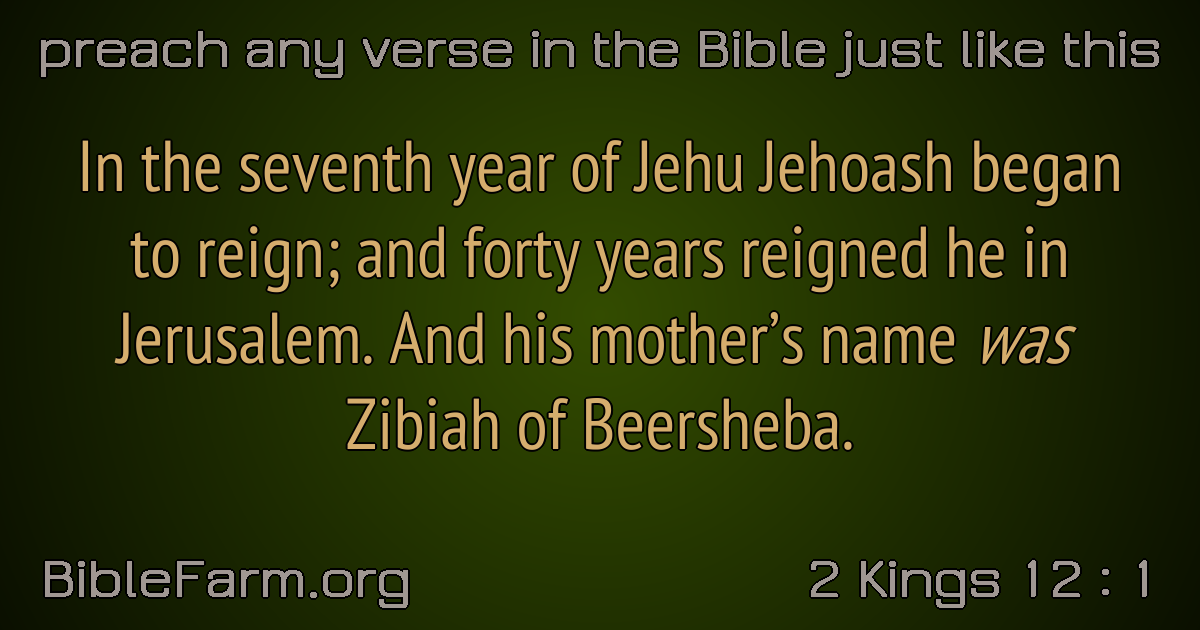 preach any verse in the Bible just like this
In the seventh year of Jehu Jehoash began
to reign; and forty years reigned he in
Jerusalem. And his mother’s name was
Zibiah of Beersheba.
BibleFarm.org
2 Kings 12 : 1